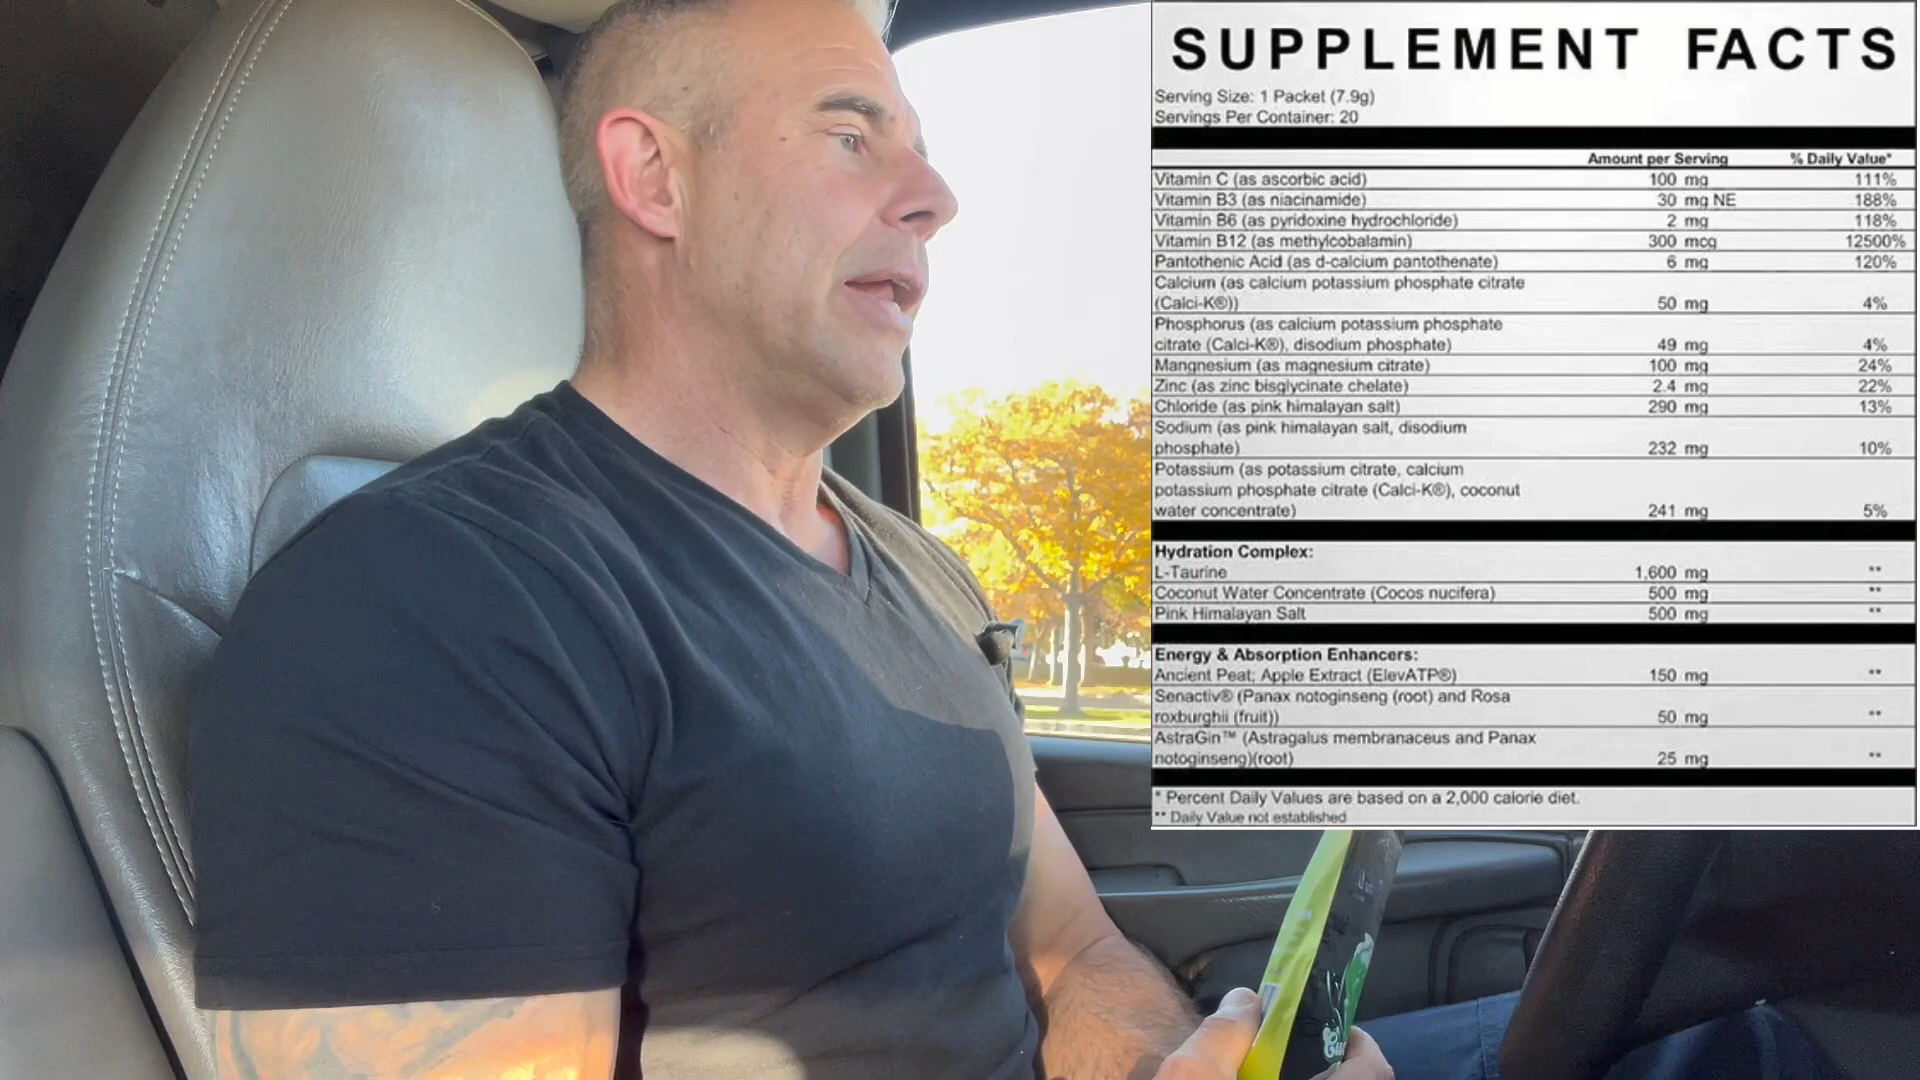 SUPPLEMENT FACTS
Serving Size: 1 Packet (7.9g)
Servings Per Container: 20
Amount per Serving % Daily Value*
Vitamin C (as ascorbic acid) 100 mg 111%
Vitamin B3 (as niacinamide) 30 mg NE 188%
Vitamin B6 (as pyridoxine hydrochloride) 2 mg 118%
Vitamin B12 (as methylcobalamin) 300 mcg 12500%
Pantothenic Acid (as d-calcium pantothenate) 6 mg 120%
Calcium (as calcium potassium phosphate citrate
(Calci-K®)) 50 mg 4%
Phosphorus (as calcium potassium phosphate
citrate (Calci-K®), disodium phosphate) 49 mg 4%
Mangnesium (as magnesium citrate) 100 mg 24%
Zinc (as zinc bisglycinate chelate) 2.4 mg 22%
Chloride (as pink himalayan salt) 290 mg 13%
Sodium (as pink himalayan salt, disodium
phosphate) 232 mg 10%
Potassium (as potassium citrate, calcium
potassium phosphate citrate (Calci-K®), coconut
water concentrate) 241 mg 5%
Hydration Complex:
L-Taurine 1,600 mg **
Coconut Water Concentrate (Cocos nucifera) 500 mg **
Pink Himalayan Salt 500 mg **
Energy & Absorption Enhancers:
Ancient Peat; Apple Extract (ElevATP®) 150 mg **
Senactiv® (Panax notoginseng (root) and Rosa
roxburghii (fruit)) 50 mg **
AstraGin™ (Astragalus membranaceus and Panax
notoginseng)(root) 25 mg **
* Percent Daily Values are based on a 2,000 calorie diet.
** Daily Value not established